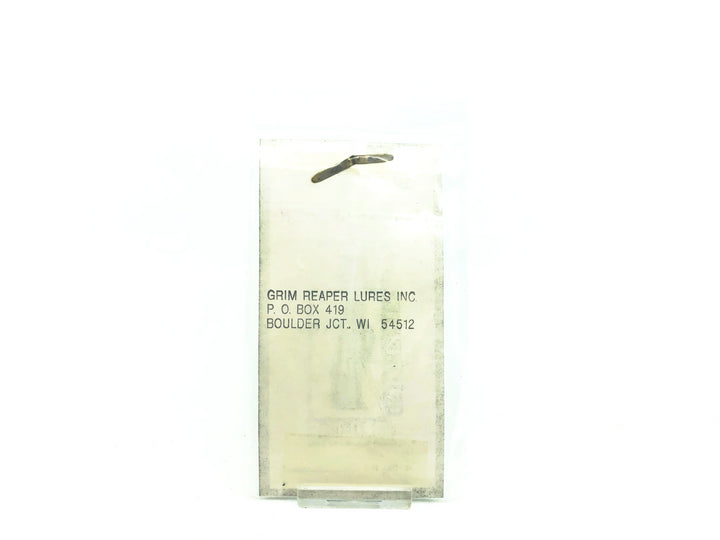 GRIM REAPER LURES INC.
P. O. BOX 419
BOULDER JCT., WI 54512